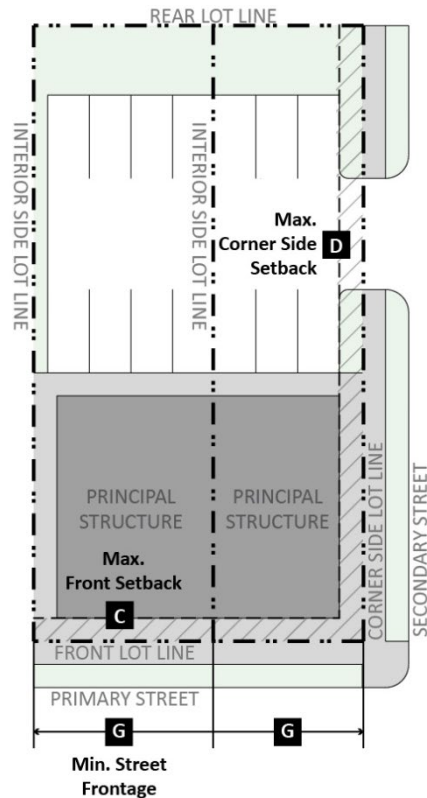 REAR LOT LINE
INTERIOR SIDE LOT LINE
INTERIOR SIDE LOT LINE
Max.
Corner Side
Setback
D
PRINCIPAL
STRUCTURE
PRINCIPAL
STRUCTURE
CORNER SIDE LOT LINE
SECONDARY STREET
Max.
Front Setback
C
FRONT LOT LINE
PRIMARY STREET
G
G
Min. Street
Frontage